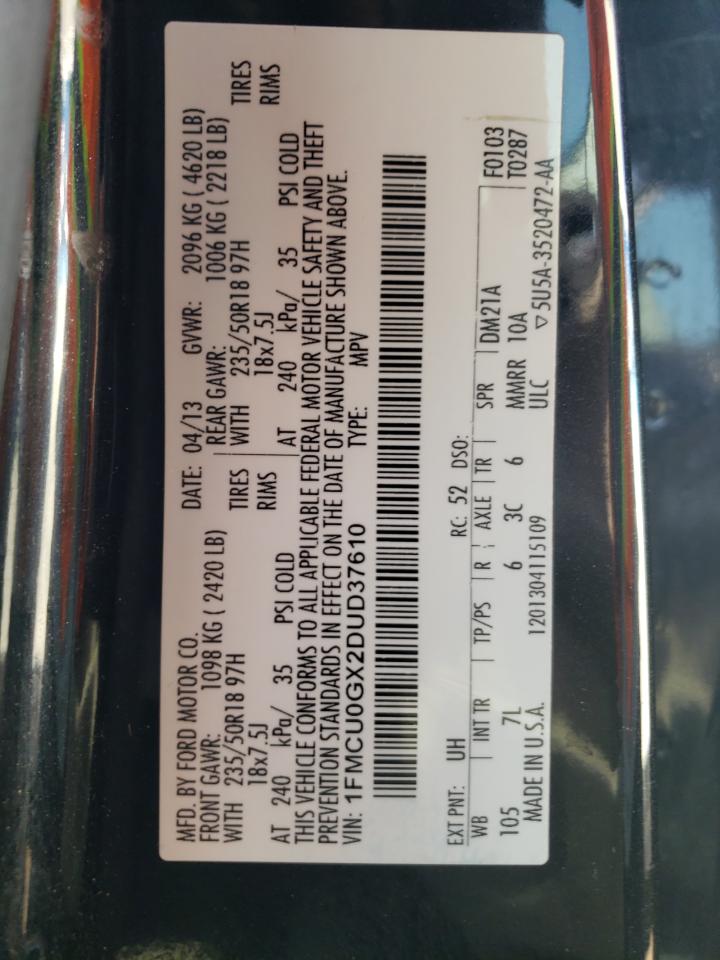 MFD. BY FORD MOTOR CO. DATE: 04/13 GVWR: 2096 KG ( 4620 LB)
FRONT GAWR: 1098 KG ( 2420 LB) REAR GAWR: 1006 KG ( 2218 LB)
WITH 235/50R18 97H TIRES WITH 235/50R18 97H TIRES
18x7.5J RIMS 18x7.5J RIMS
AT 240 kPa/ 35 PSI COLD AT 240 kPa/ 35 PSI COLD
THIS VEHICLE CONFORMS TO ALL APPLICABLE FEDERAL MOTOR VEHICLE SAFETY AND THEFT
PREVENTION STANDARDS IN EFFECT ON THE DATE OF MANUFACTURE SHOWN ABOVE.
VIN: 1FMCU0GX2DUD37610 TYPE: MPV
EXT PNT: UH RC: 52 DSO: F0103
WB INT TR TP/PS R AXLE TR SPR DM21A T0287
105 7L 6 3C 6 MMRR 10A
MADE IN U.S.A. 1201304115109 ULC ▽5U5A-3520472-AA